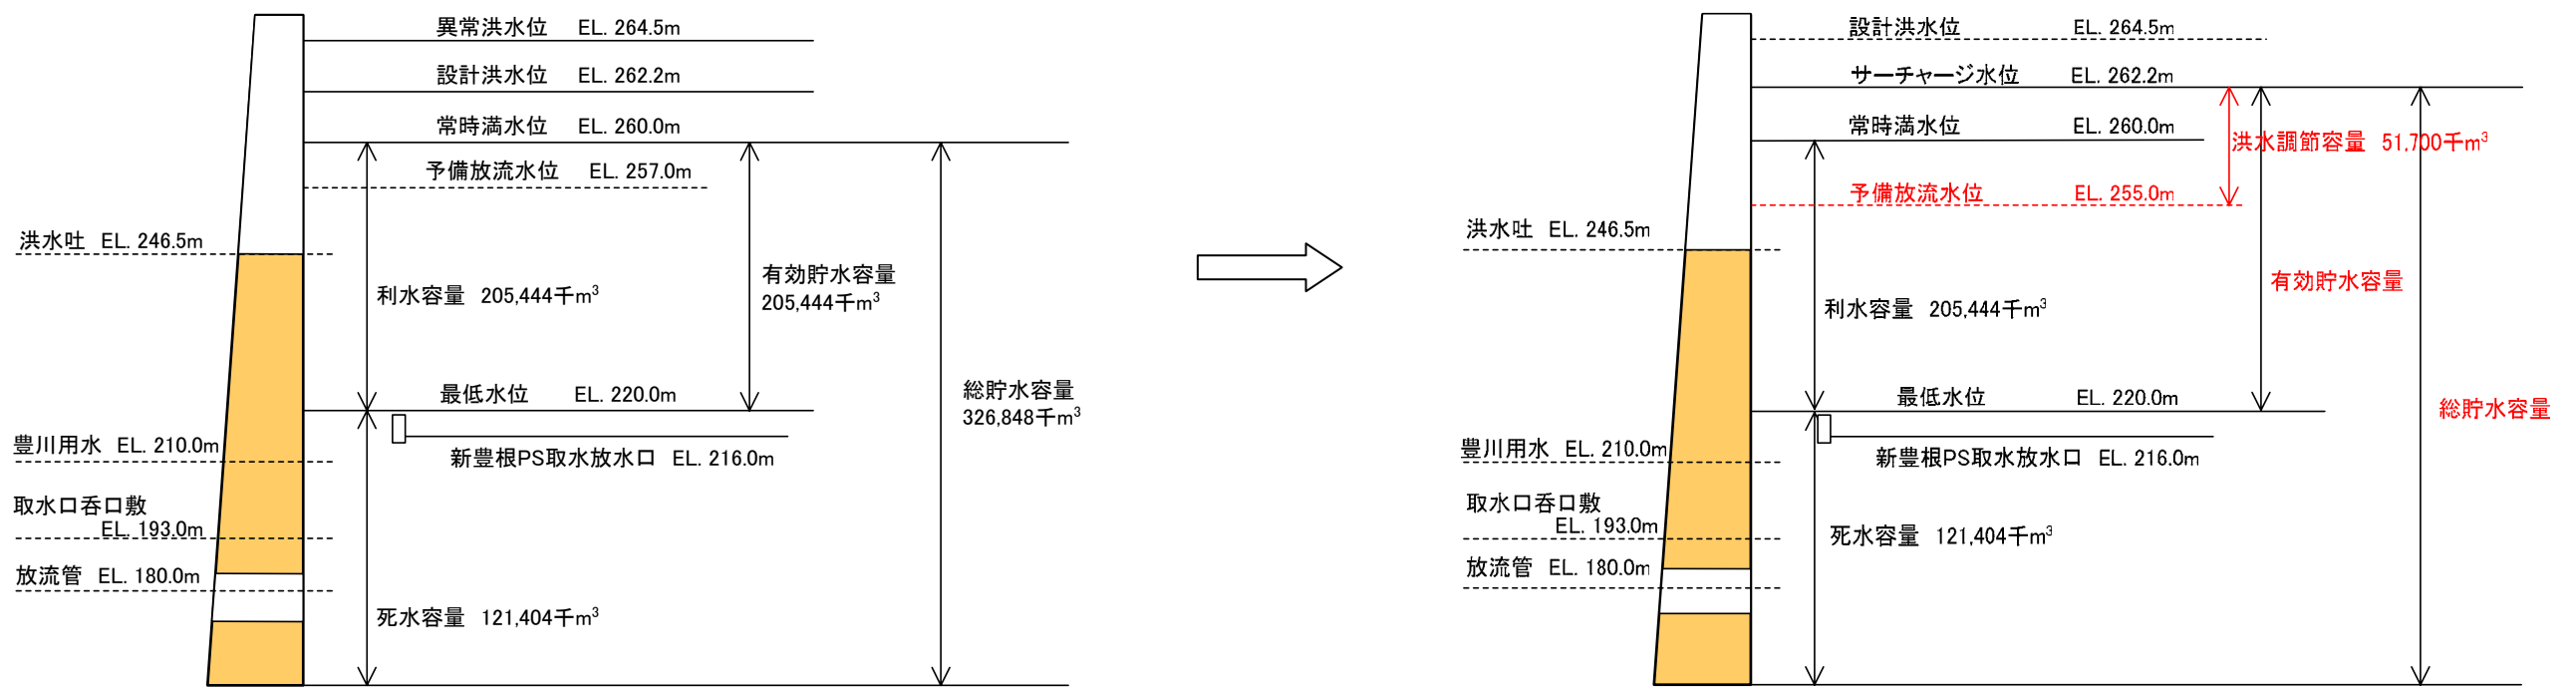 異常洪水位 EL. 264.5m
設計洪水位 EL. 262.2m
常時満水位 EL. 260.0m
予備放流水位 EL. 257.0m
洪水吐 EL. 246.5m
利水容量 205,444千m³
有効貯水容量
205,444千m³
最低水位 EL. 220.0m
総貯水容量
326,848千m³
豊川用水 EL. 210.0m
新豊根PS取水放水口 EL. 216.0m
取水口呑口敷
EL. 193.0m
放流管 EL. 180.0m
死水容量 121,404千m³
設計洪水位 EL. 264.5m
サーチャージ水位 EL. 262.2m
常時満水位 EL. 260.0m
洪水調節容量 51,700千m³
予備放流水位 EL. 255.0m
洪水吐 EL. 246.5m
有効貯水容量
利水容量 205,444千m³
最低水位 EL. 220.0m
総貯水容量
豊川用水 EL. 210.0m
新豊根PS取水放水口 EL. 216.0m
取水口呑口敷
EL. 193.0m
死水容量 121,404千m³
放流管 EL. 180.0m